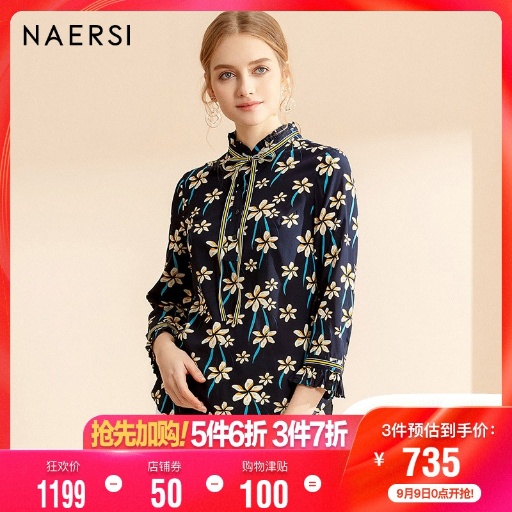 NAERSI
抢先加购! 5件6折 3件7折
3件预估到手价:
¥ 735
9月9日0点开抢!
狂欢价 店铺券 购物津贴
1199 - 50 - 100 =